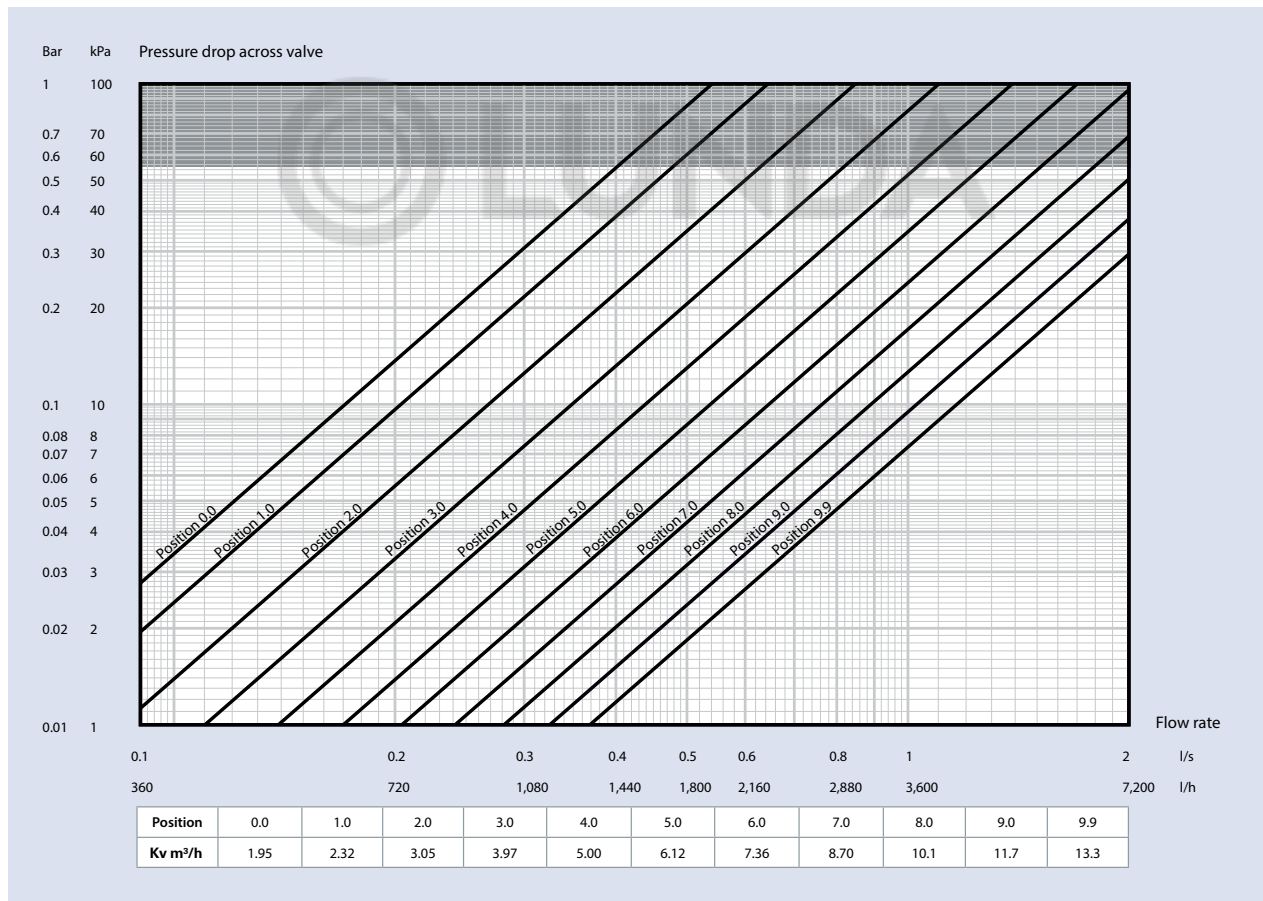 Bar kPa Pressure drop across valve
1 100
0.7 70
0.6 60
0.5 50
0.4 40
0.3 30
0.2 20
0.1 10
0.08 8
0.07 7
0.06 6
0.05 5
0.04 4
0.03 3
0.02 2
0.01 1
LUNDA
Position 0.0
Position 1.0
Position 2.0
Position 3.0
Position 4.0
Position 5.0
Position 6.0
Position 7.0
Position 8.0
Position 9.0
Position 9.9
Flow rate
0.1 0.2 0.3 0.4 0.5 0.6 0.8 1 2 l/s
360 720 1,080 1,440 1,800 2,160 2,880 3,600 7,200 l/h
Position 0.0 1.0 2.0 3.0 4.0 5.0 6.0 7.0 8.0 9.0 9.9
Kv m³/h 1.95 2.32 3.05 3.97 5.00 6.12 7.36 8.70 10.1 11.7 13.3